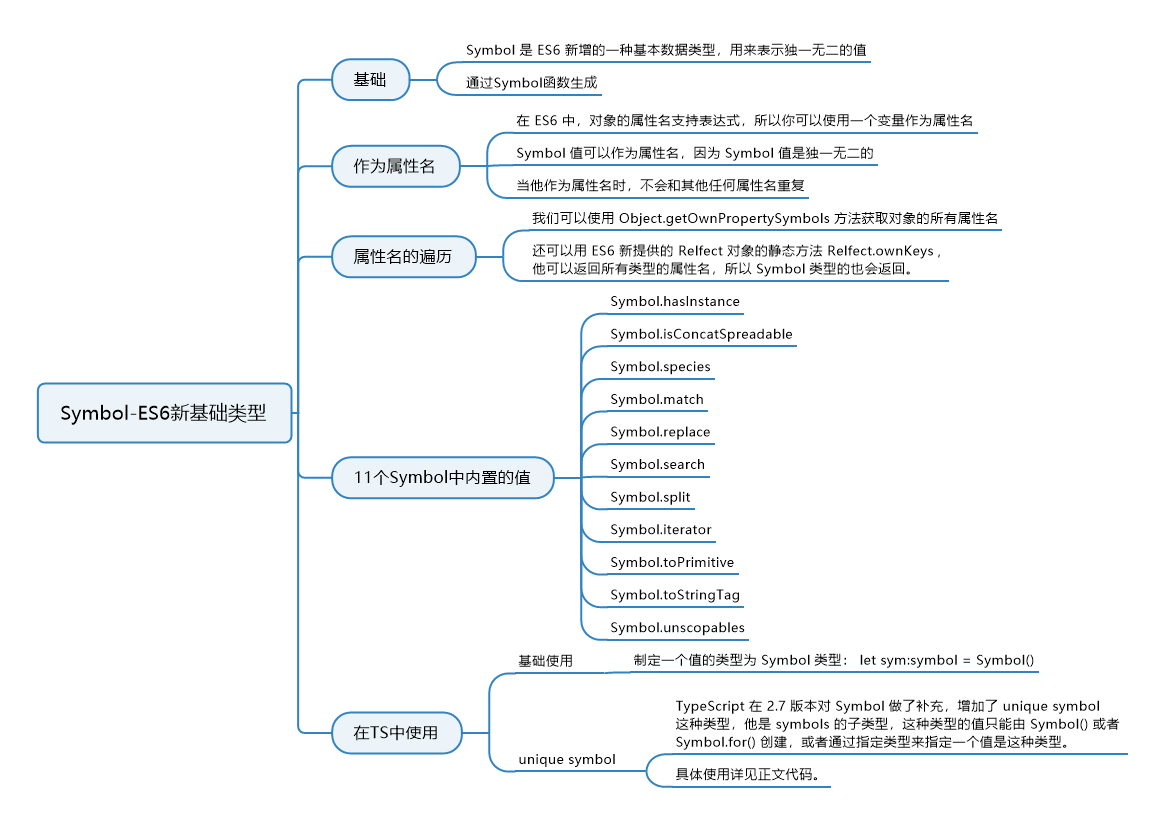 Symbol-ES6新基础类型
基础
Symbol 是 ES6 新增的一种基本数据类型，用来表示独一无二的值
通过Symbol函数生成
作为属性名
在 ES6 中，对象的属性名支持表达式，所以你可以使用一个变量作为属性名
Symbol 值可以作为属性名，因为 Symbol 值是独一无二的
当他作为属性名时，不会和其他任何属性名重复
属性名的遍历
我们可以使用 Object.getOwnPropertySymbols 方法获取对象的所有属性名
还可以用 ES6 新提供的 Relfect 对象的静态方法 Relfect.ownKeys ,
他可以返回所有类型的属性名，所以 Symbol 类型的也会返回。
11个Symbol中内置的值
Symbol.hasInstance
Symbol.isConcatSpreadable
Symbol.species
Symbol.match
Symbol.replace
Symbol.search
Symbol.split
Symbol.iterator
Symbol.toPrimitive
Symbol.toStringTag
Symbol.unscopables
在TS中使用
基础使用
制定一个值的类型为 Symbol 类型： let sym:symbol = Symbol()
unique symbol
TypeScript 在 2.7 版本对 Symbol 做了补充，增加了 unique symbol
这种类型，他是 symbols 的子类型，这种类型的值只能由 Symbol() 或者
Symbol.for() 创建，或者通过指定类型来指定一个值是这种类型。
具体使用详见正文代码。